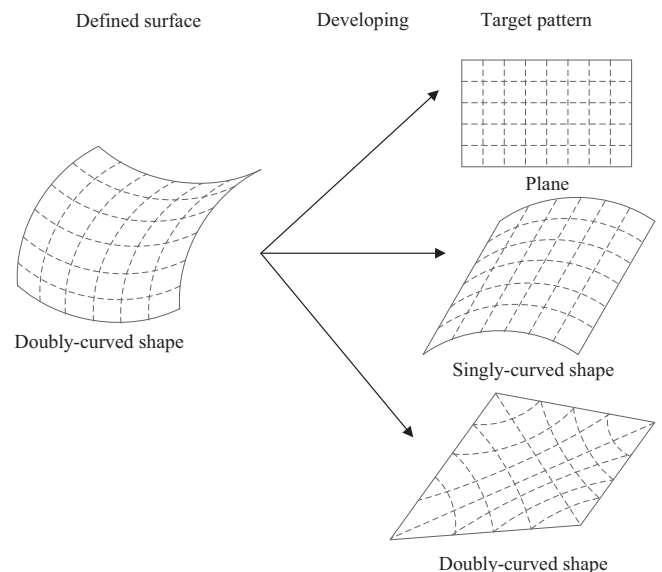 Defined surface
Developing
Target pattern
Plane
Doubly-curved shape
Singly-curved shape
Doubly-curved shape